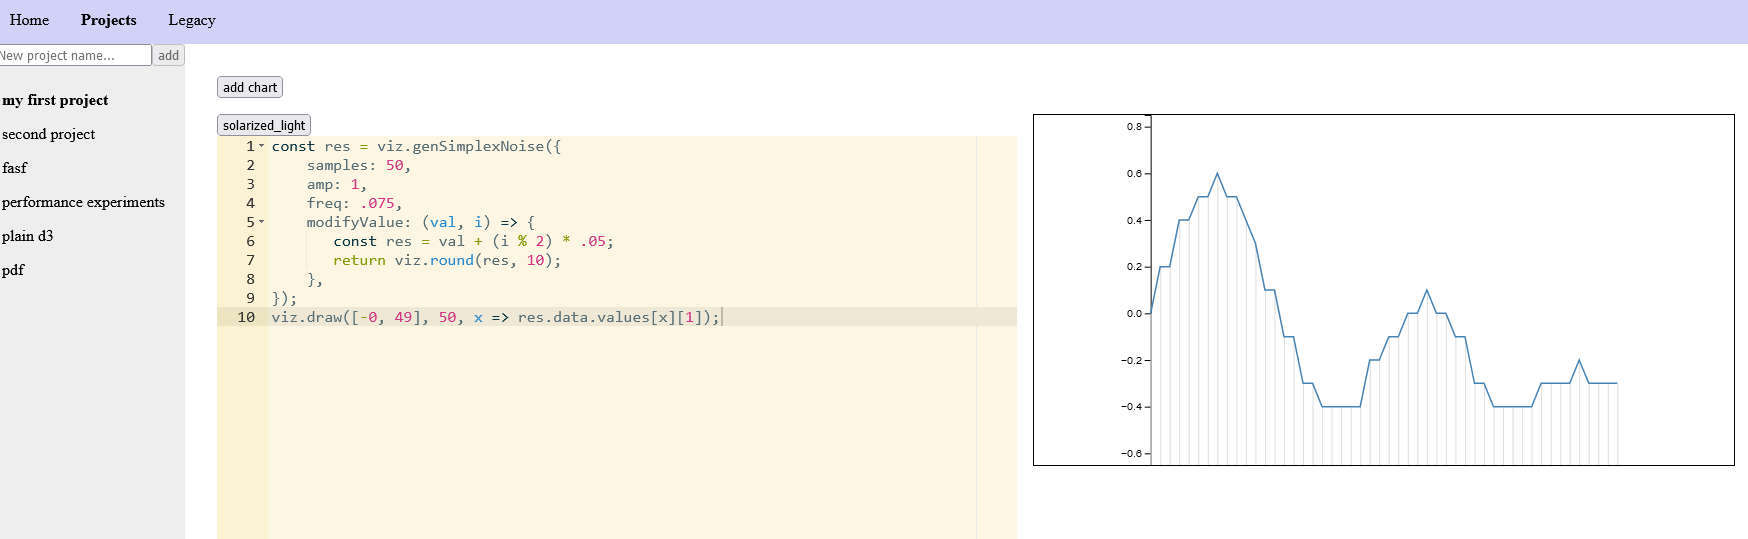 Home Projects Legacy
New project name... add
my first project
second project
fasf
performance experiments
plain d3
pdf
add chart
solarized_light
1 const res = viz.genSimplexNoise({
2     samples: 50,
3     amp: 1,
4     freq: .075,
5     modifyValue: (val, i) => {
6        const res = val + (i % 2) * .05;
7        return viz.round(res, 10);
8     },
9 });
10 viz.draw([-0, 49], 50, x => res.data.values[x][1]);
0.8
0.6
0.4
0.2
0.0
−0.2
−0.4
−0.6